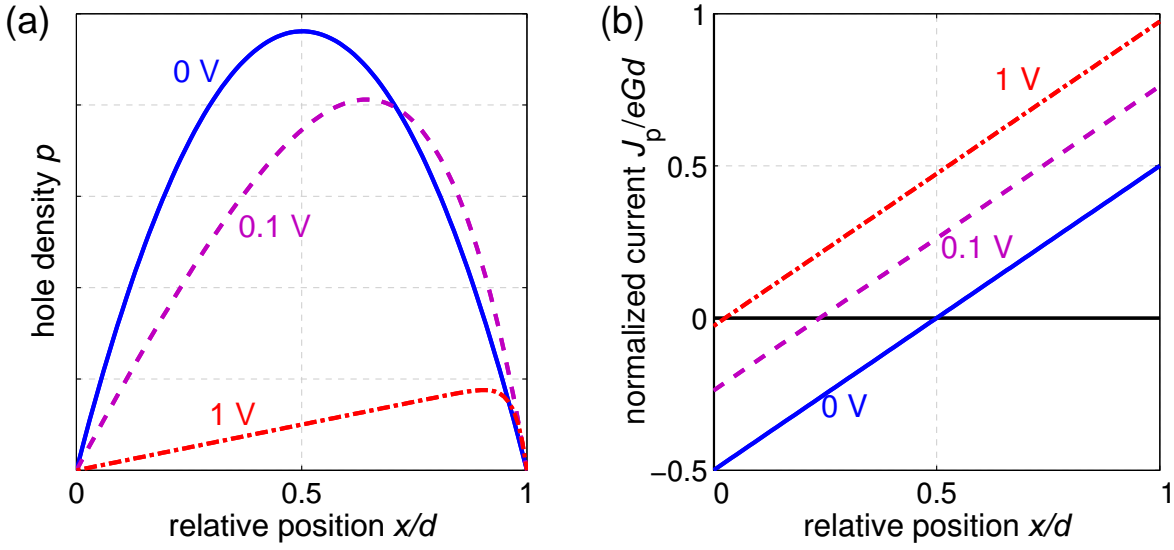 (a)
hole density p
0 V
0.1 V
1 V
0
0.5
1
relative position x/d
(b)
normalized current Jp/eGd
1
0.5
0
−0.5
1 V
0.1 V
0 V
0
0.5
1
relative position x/d